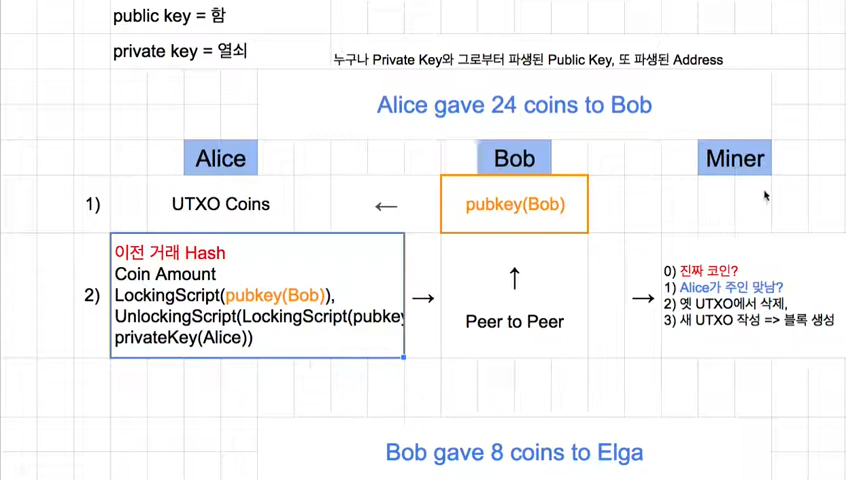 public key = 함
private key = 열쇠
누구나 Private Key와 그로부터 파생된 Public Key, 또 파생된 Address
Alice gave 24 coins to Bob
Alice
Bob
Miner
1)
UTXO Coins
←
pubkey(Bob)
2)
이전 거래 Hash
Coin Amount
LockingScript(pubkey(Bob)),
UnlockingScript(LockingScript(pubkey
privateKey(Alice))
→
↑
Peer to Peer
→
0) 진짜 코인?
1) Alice가 주인 맞남?
2) 옛 UTXO에서 삭제,
3) 새 UTXO 작성 => 블록 생성
Bob gave 8 coins to Elga